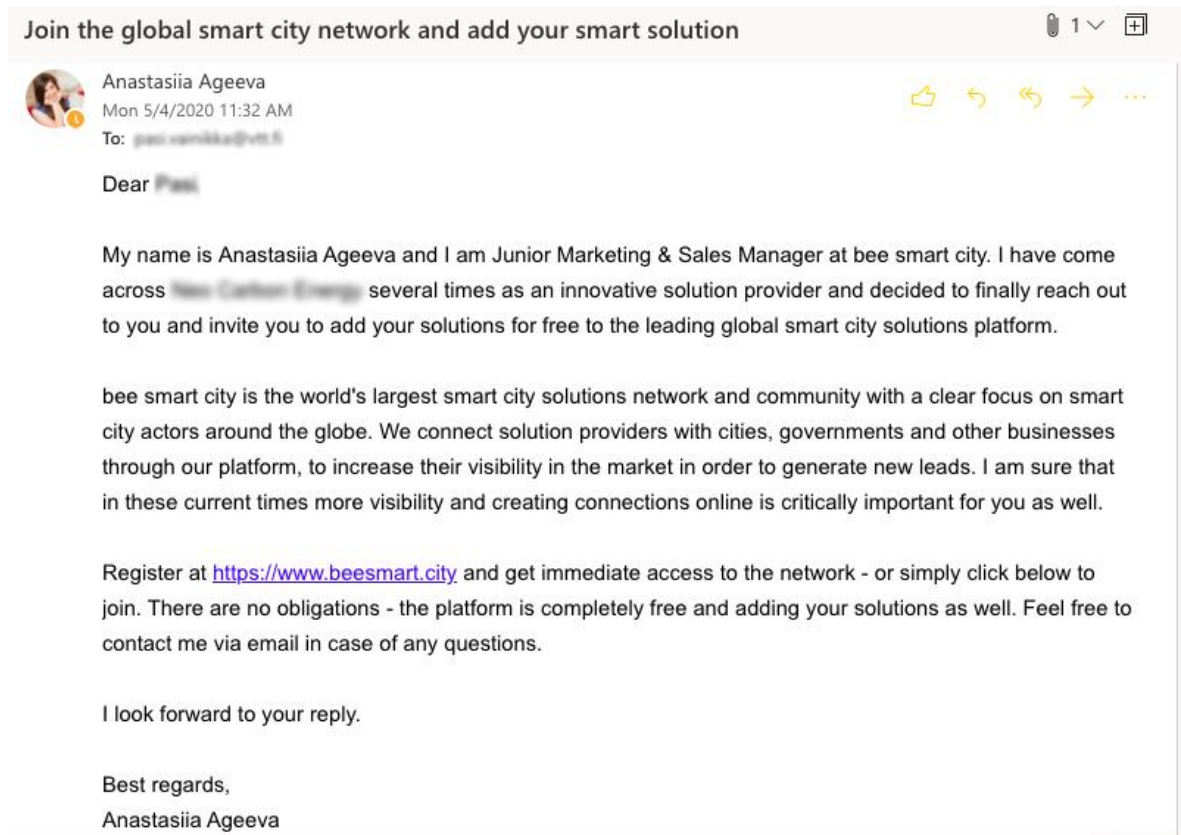 Join the global smart city network and add your smart solution
1
Anastasiia Ageeva
Mon 5/4/2020 11:32 AM
To:
Dear
My name is Anastasiia Ageeva and I am Junior Marketing & Sales Manager at bee smart city. I have come
across several times as an innovative solution provider and decided to finally reach out
to you and invite you to add your solutions for free to the leading global smart city solutions platform.
bee smart city is the world's largest smart city solutions network and community with a clear focus on smart
city actors around the globe. We connect solution providers with cities, governments and other businesses
through our platform, to increase their visibility in the market in order to generate new leads. I am sure that
in these current times more visibility and creating connections online is critically important for you as well.
Register at https://www.beesmart.city and get immediate access to the network - or simply click below to
join. There are no obligations - the platform is completely free and adding your solutions as well. Feel free to
contact me via email in case of any questions.
I look forward to your reply.
Best regards,
Anastasiia Ageeva